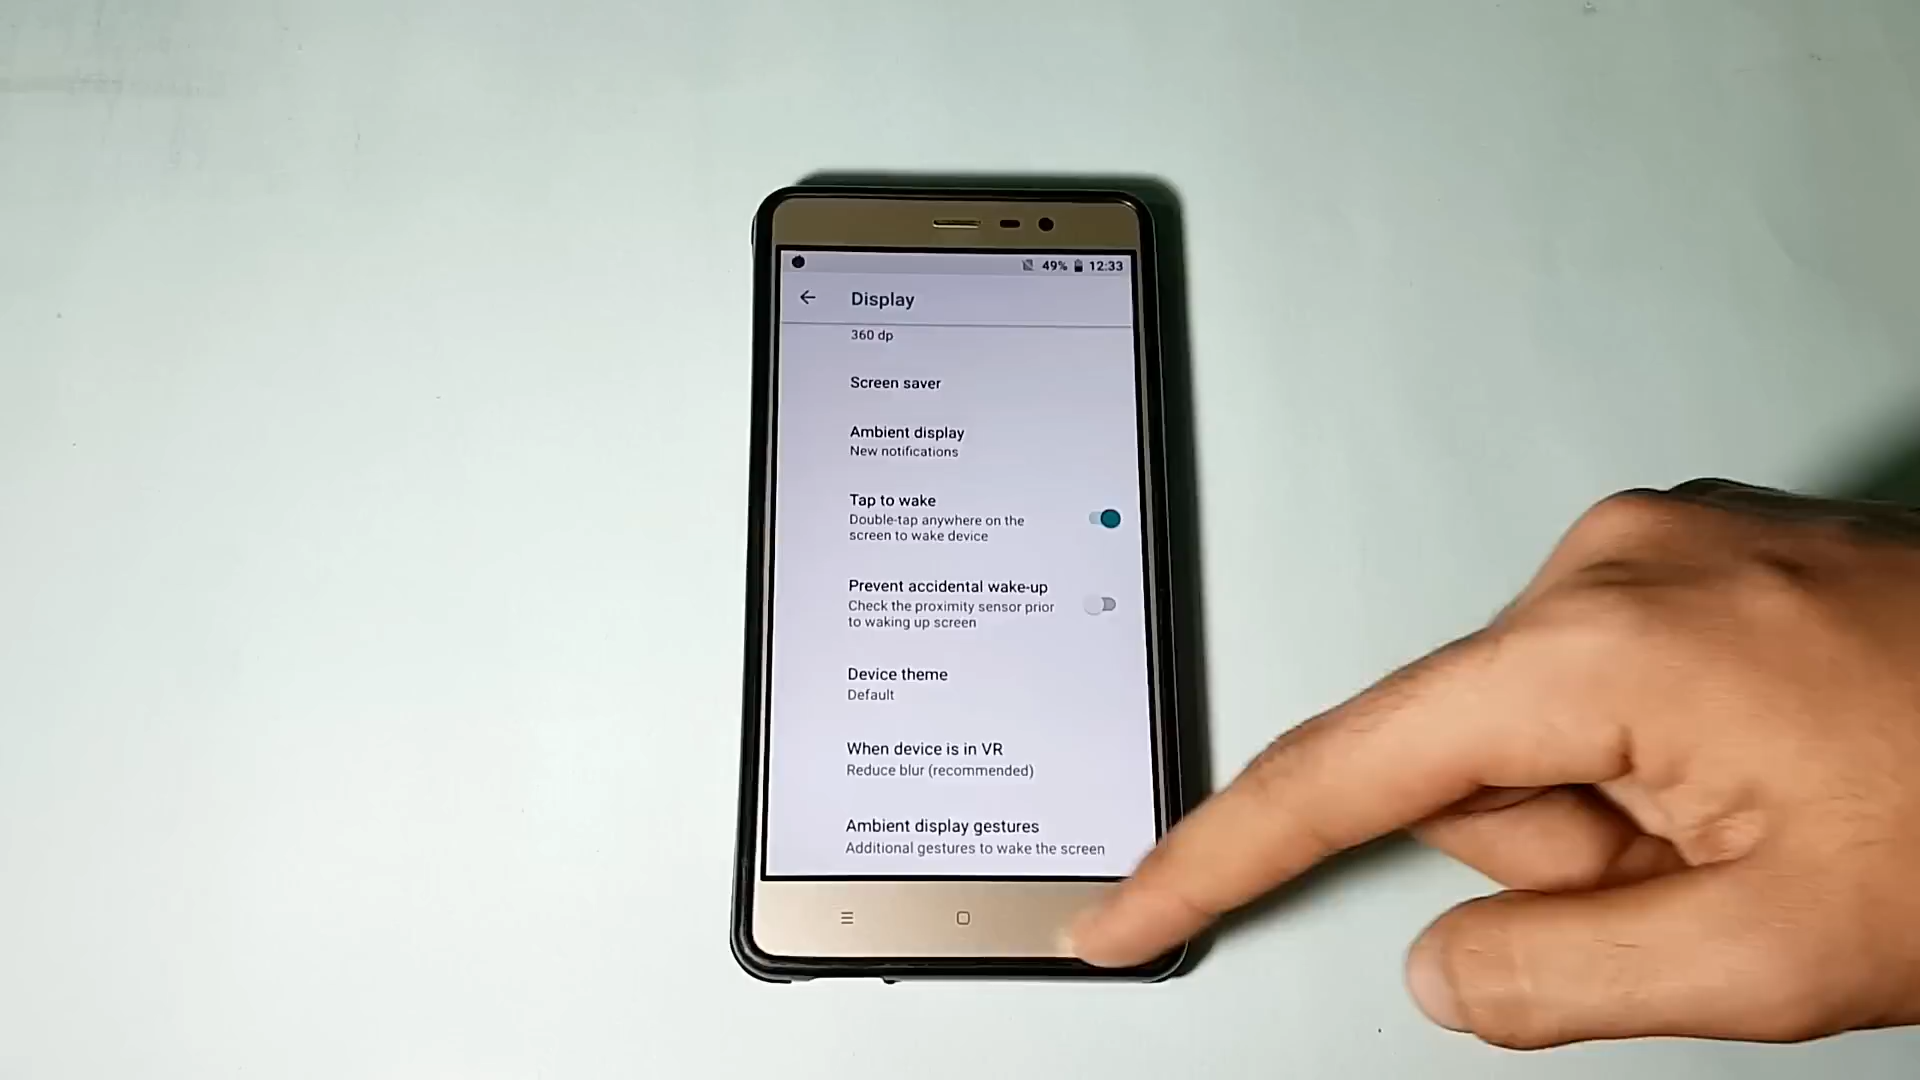 49% 12:33
Display
360 dp
Screen saver
Ambient display
New notifications
Tap to wake
Double-tap anywhere on the
screen to wake device
Prevent accidental wake-up
Check the proximity sensor prior
to waking up screen
Device theme
Default
When device is in VR
Reduce blur (recommended)
Ambient display gestures
Additional gestures to wake the screen